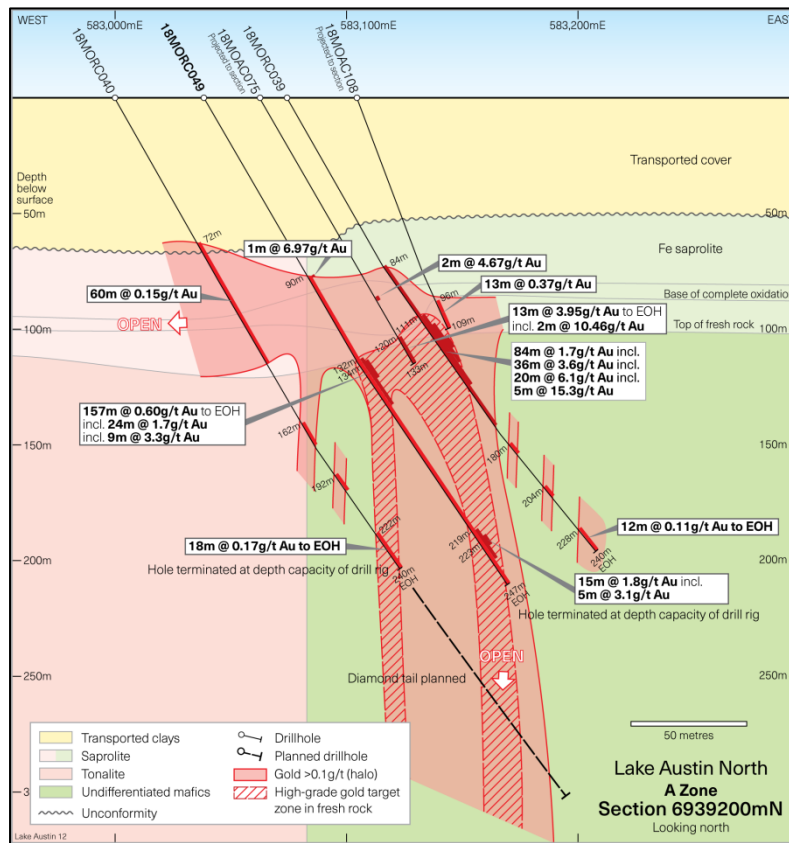 WEST
583,000mE
583,100mE
583,200mE
EAS
18MORC040
18MORC049
18MOAC075
Projected to section
18MORC039
18MOAC108
Projected to section
Transported cover
Depth
below
surface
50m
50m
72m
1m @ 6.97g/t Au
84m
2m @ 4.67g/t Au
Fe saprolite
90m
13m @ 0.37g/t Au
60m @ 0.15g/t Au
96m
Base of complete oxidatio
13m @ 3.95g/t Au to EOH
incl. 2m @ 10.46g/t Au
OPEN
100m
111m
109m
Top of fresh rock
100m
120m
84m @ 1.7g/t Au incl.
36m @ 3.6g/t Au incl.
20m @ 6.1g/t Au incl.
5m @ 15.3g/t Au
132m
134m
133m
157m @ 0.60g/t Au to EOH
incl. 24m @ 1.7g/t Au
incl. 9m @ 3.3g/t Au
162m
150m
180m
150m
192m
204m
222m
12m @ 0.11g/t Au to EOH
18m @ 0.17g/t Au to EOH
219m
228m
200m
223m
240m
EOH
200m
Hole terminated at depth capacity of drill rig
240m
EOH
15m @ 1.8g/t Au incl.
5m @ 3.1g/t Au
247m
EOH
Hole terminated at depth capacity of drill rig
OPEN
250m
Diamond tail planned
250m
50 metres
Transported clays
Saprolite
Tonalite
Undifferentiated mafics
Unconformity
Drillhole
Planned drillhole
Gold >0.1g/t (halo)
High-grade gold target
zone in fresh rock
Lake Austin North
A Zone
Section 6939200mN
Looking north
Lake Austin 12